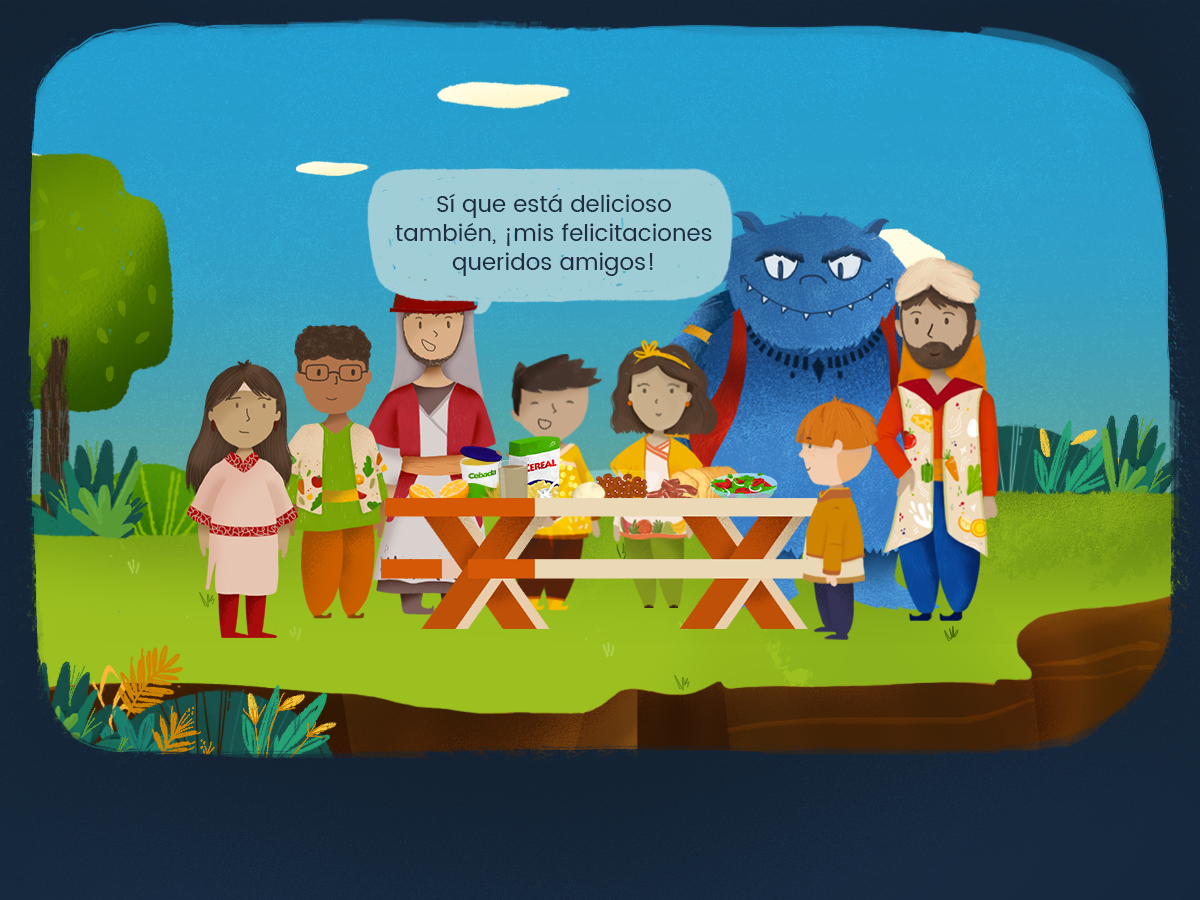 Sí que está delicioso
también, ¡mis felicitaciones
queridos amigos!
Cebada
CEREAL